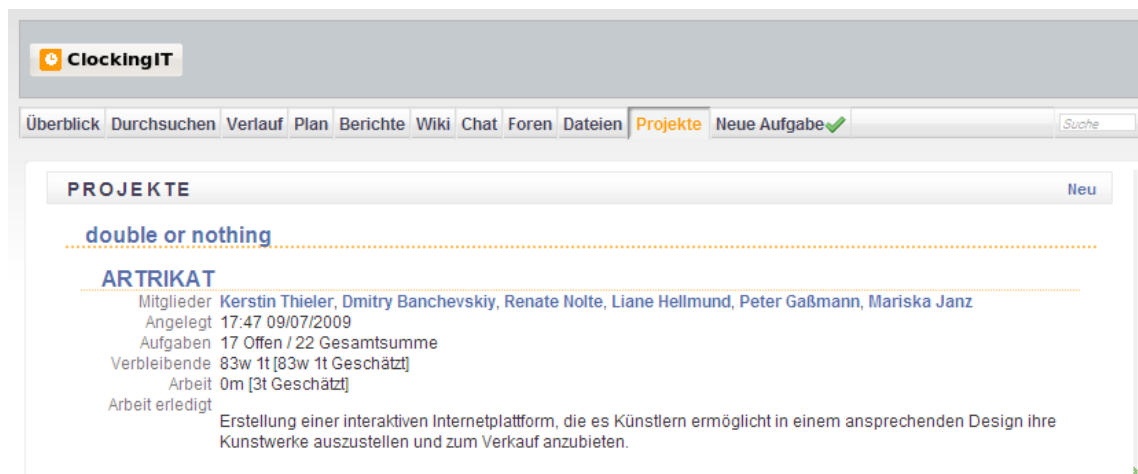 ClockingIT
Überblick Durchsuchen Verlauf Plan Berichte Wiki Chat Foren Dateien Projekte Neue Aufgabe Suche
PROJEKTE Neu
double or nothing
ARTRIKAT
Mitglieder Kerstin Thieler, Dmitry Banchevskiy, Renate Nolte, Liane Hellmund, Peter Gaßmann, Mariska Janz
Angelegt 17:47 09/07/2009
Aufgaben 17 Offen / 22 Gesamtsumme
Verbleibende 83w 1t [83w 1t Geschätzt]
Arbeit 0m [3t Geschätzt]
Arbeit erledigt
Erstellung einer interaktiven Internetplattform, die es Künstlern ermöglicht in einem ansprechenden Design ihre
Kunstwerke auszustellen und zum Verkauf anzubieten.